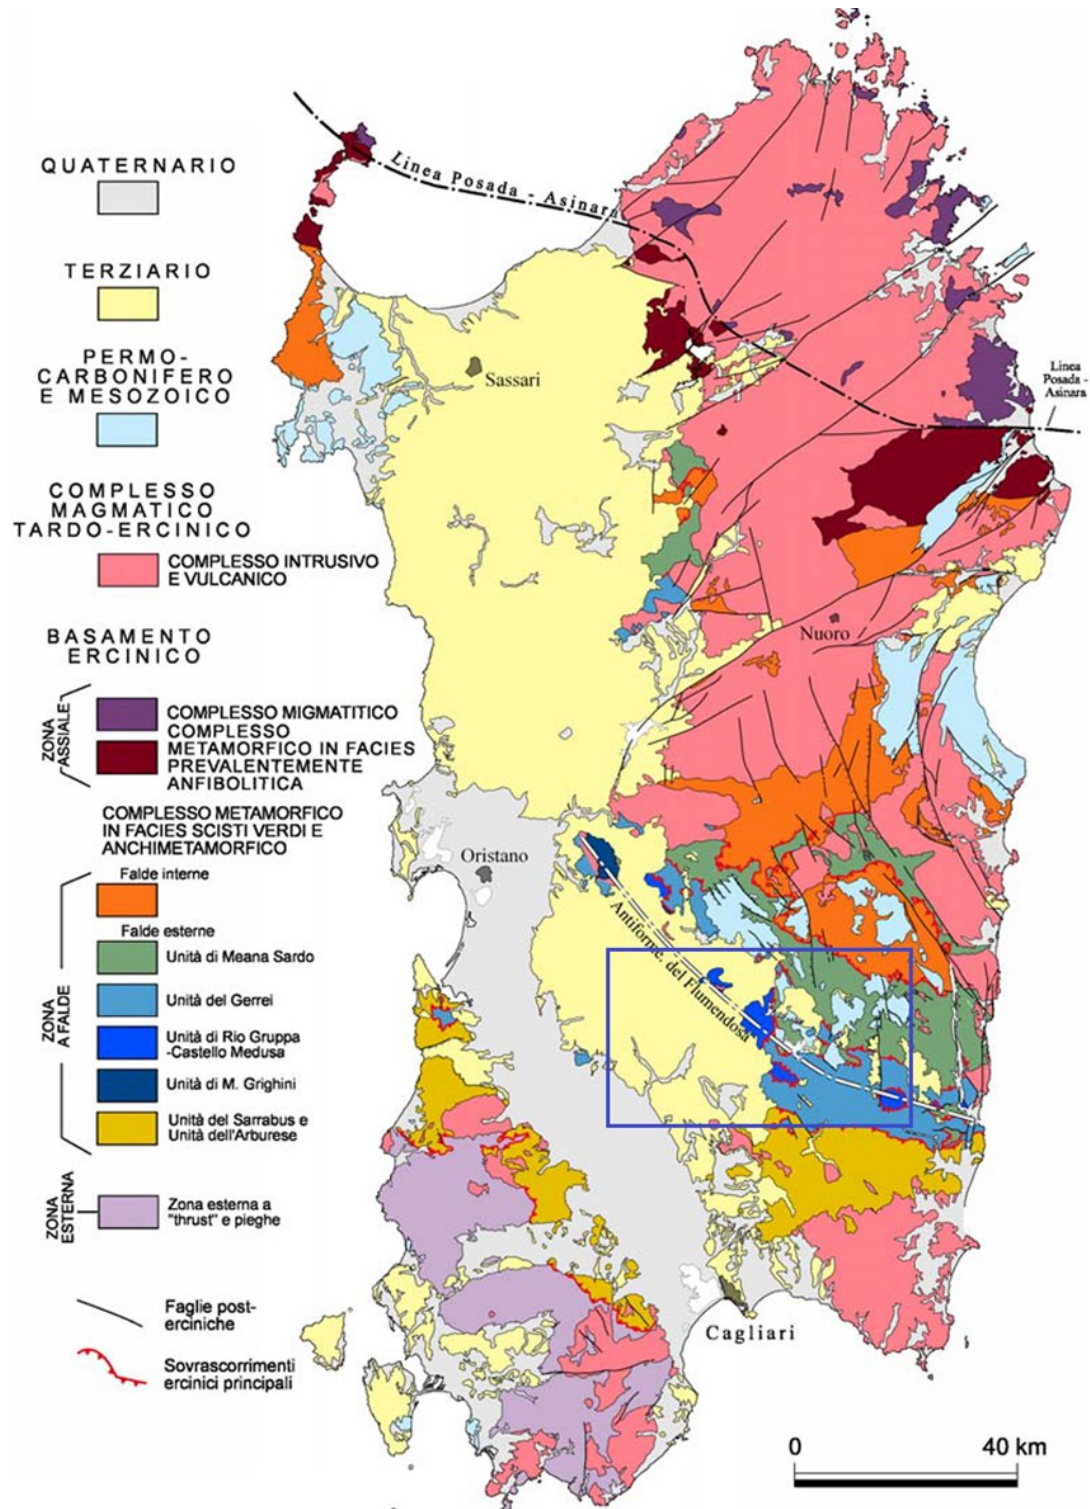 QUATERNARIO
TERZIARIO
PERMO-
CARBONIFERO
E MESOZOICO
COMPLESSO
MAGMATICO
TARDO-ERCINICO
COMPLESSO INTRUSIVO
E VULCANICO
BASAMENTO
ERCINICO
ZONA
ASSIALE
COMPLESSO MIGMATITICO
COMPLESSO
METAMORFICO IN FACIES
PREVALENTEMENTE
ANFIBOLITICA
COMPLESSO METAMORFICO
IN FACIES SCISTI VERDI E
ANCHIMETAMORFICO
ZONA
A FALDE
Falde interne
Falde esterne
Unità di Meana Sardo
Unità del Gerrei
Unità di Rio Gruppa
-Castello Medusa
Unità di M. Grighini
Unità del Sarrabus e
Unità dell'Arburese
ZONA
ESTERNA
Zona esterna a
"thrust" e pieghe
Faglie post-
erciniche
Sovrascorrimenti
ercinici principali
Linea Posada - Asinara
Sassari
Linea
Posada -
Asinara
Nuoro
Oristano
Antiforme. del Flumendosa
Cagliari
0 40 km